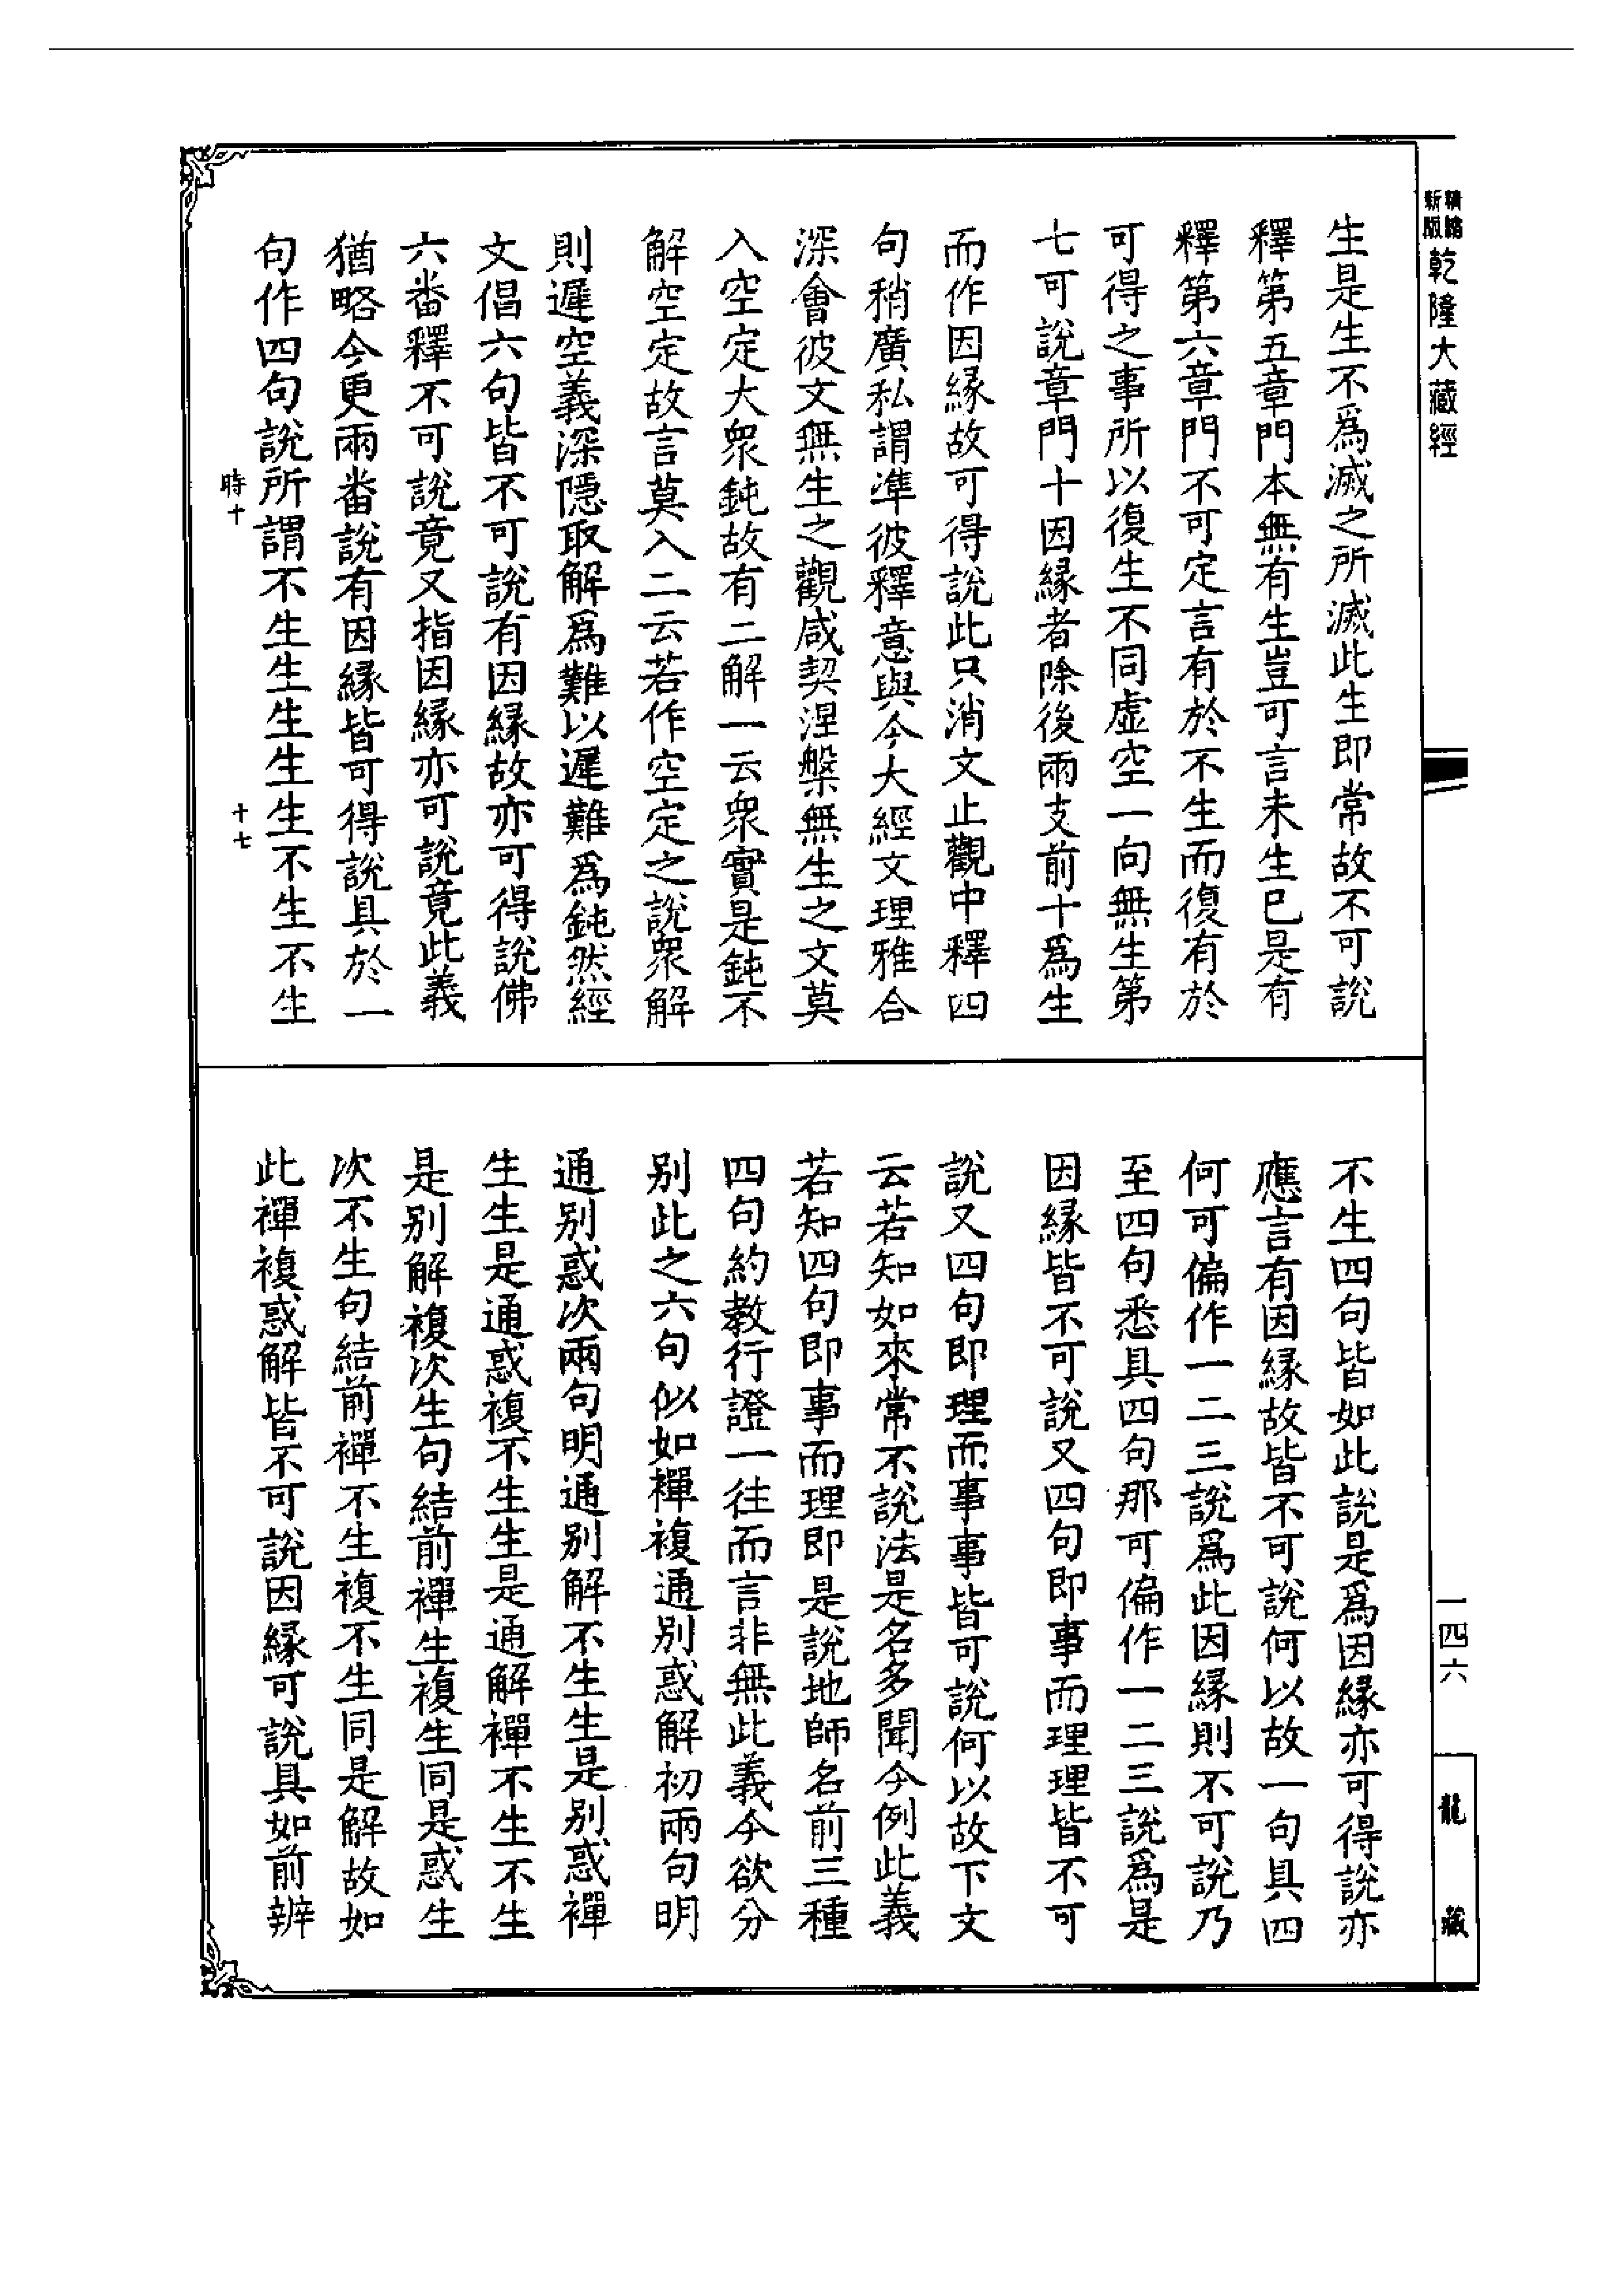 新編
新版
乾隆大藏經
生是生不爲滅之所滅此生即常故不可說
釋第五章門本無有生豈可言未生已是有
釋第六章門不可定言有於不生而復有於
可得之事所以復生不同虛空一向無生第
七可說章門十因緣者除後兩支前十爲生
而作因緣故可得說此只消文止觀中釋四
句稍廣私謂準彼釋意與今大經文理雅合
深會彼文無生之觀咸契涅槃無生之文莫
入空定大眾鈍故有二解一云眾實是鈍不
解空定故言莫入二云若作空定之說眾解
則遲空義深隱取解爲難以遲難爲鈍然經
文倡六句皆不可說有因緣故亦可得說佛
六番釋不可說竟又指因緣亦可說竟此義
猶略今更兩番說有因緣皆可得說具於一
句作四句說所謂不生生生生生不生不生
時十
十七
不生四句皆如此說是爲因緣亦可得說亦
應言有因緣故皆不可說何以故一句具四
何可偏作一二三說爲此因緣則不可說乃
至四句悉具四句那可偏作一二三說爲是
因緣皆不可說又四句即事而理理皆不可
說又四句即理而事事皆可說何以故下文
云若知如來常不說法是名多聞今例此義
若知四句即事而理即是說地師名前三種
四句約教行證一往而言非無此義今欲分
別此之六句似如襌複通別惑解初兩句明
通別惑次兩句明通別解不生生是別惑襌
生生是通惑複不生生是通解襌不生不生
是別解複次生句結前襌生複生同是惑生
次不生句結前襌不生複不生同是解故如
此襌複惑解皆不可說因緣可說具如前辨
一四六
龍藏